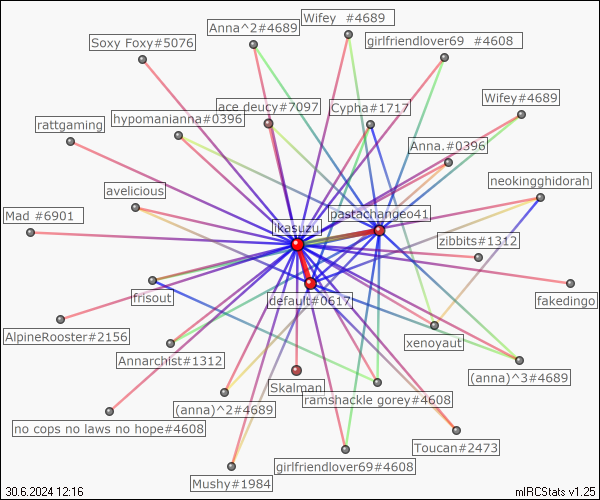 Wifey  #4689
Anna^2#4689
girlfriendlover69  #4608
Soxy Foxy#5076
Wifey#4689
ace deucy#7097
Cypha#1717
hypomanianna#0396
rattgaming
Anna.#0396
neokingghidorah
avelicious
pastachangeo41
Mad #6901
ikasuzu
zibbits#1312
frisout
default#0617
fakedingo
AlpineRooster#2156
xenoyaut
Annarchist#1312
(anna)^3#4689
Skalman
ramshackle gorey#4608
(anna)^2#4689
no cops no laws no hope#4608
Toucan#2473
girlfriendlover69#4608
Mushy#1984
30.6.2024 12:16
mIRCStats v1.25